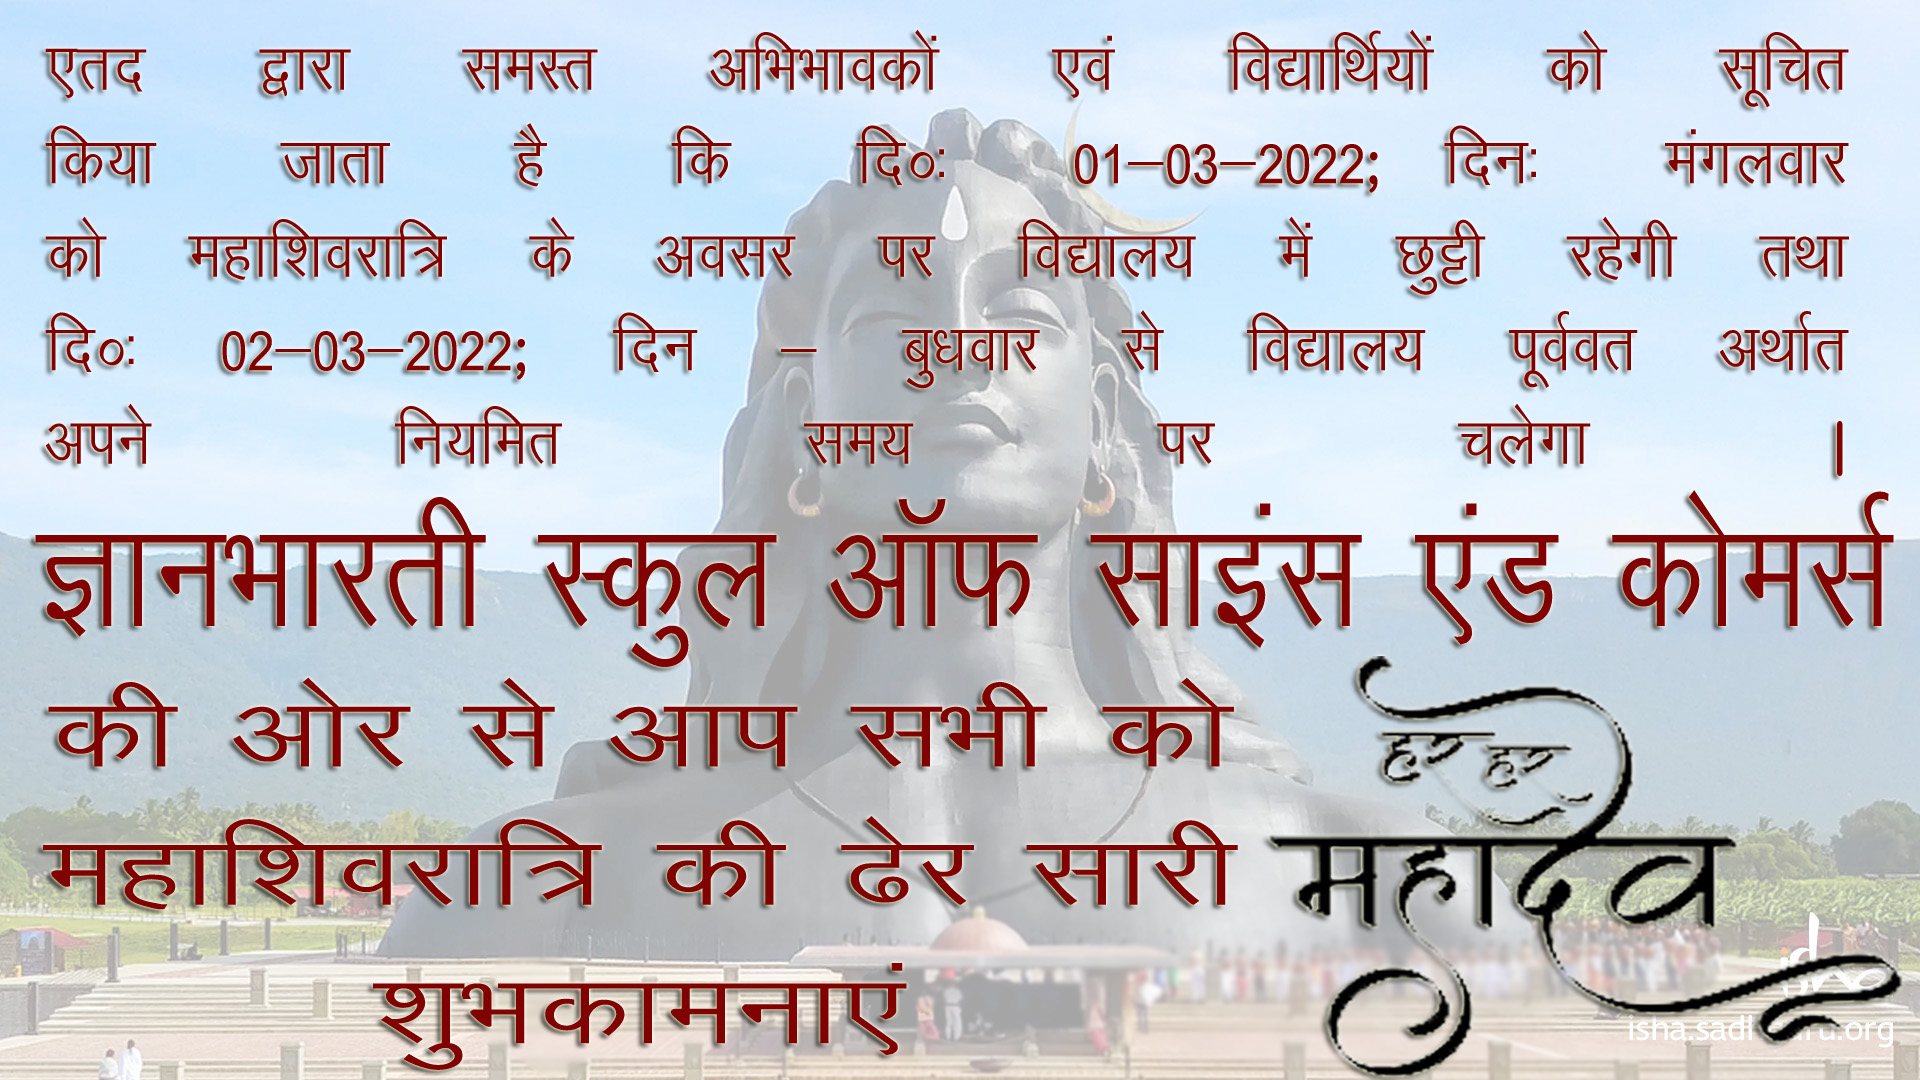 एतद द्वारा समस्त अभिभावकों एवं विद्यार्थियों को सूचित
किया जाता है कि दि०: 01-03-2022; दिन: मंगलवार
को महाशिवरात्रि के अवसर पर विद्यालय में छुट्टी रहेगी तथा
दि०: 02-03-2022; दिन - बुधवार से विद्यालय पूर्ववत अर्थात
अपने नियमित समय पर चलेगा |
ज्ञानभारती स्कुल ऑफ साइंस एंड कोमर्स
की ओर से आप सभी को
महाशिवरात्रि की ढेर सारी
शुभकामनाएं
हर हर
महादेव